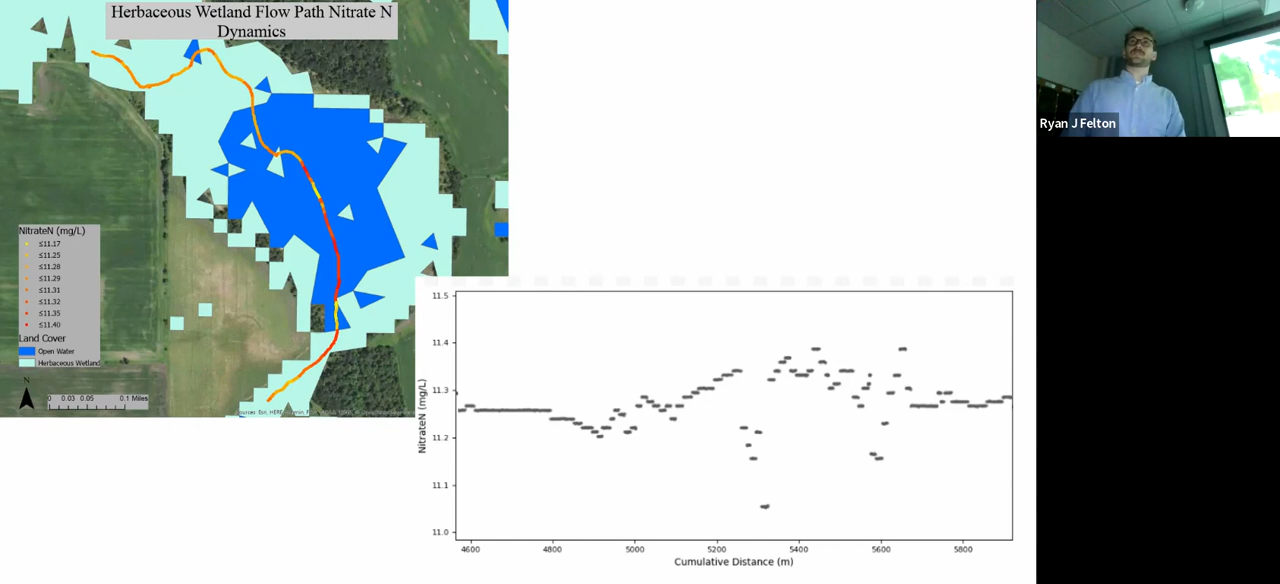 Herbaceous Wetland Flow Path Nitrate N
Dynamics
NitrateN (mg/L)
≤11.17
≤11.25
≤11.28
≤11.29
≤11.31
≤11.32
≤11.35
≤11.40
Land Cover
Open Water
Herbaceous Wetland
N
0 0.03 0.05 0.1 Miles
Ryan J Felton
NitrateN (mg/L)
11.5
11.4
11.3
11.2
11.1
11.0
4600 4800 5000 5200 5400 5600 5800
Cumulative Distance (m)